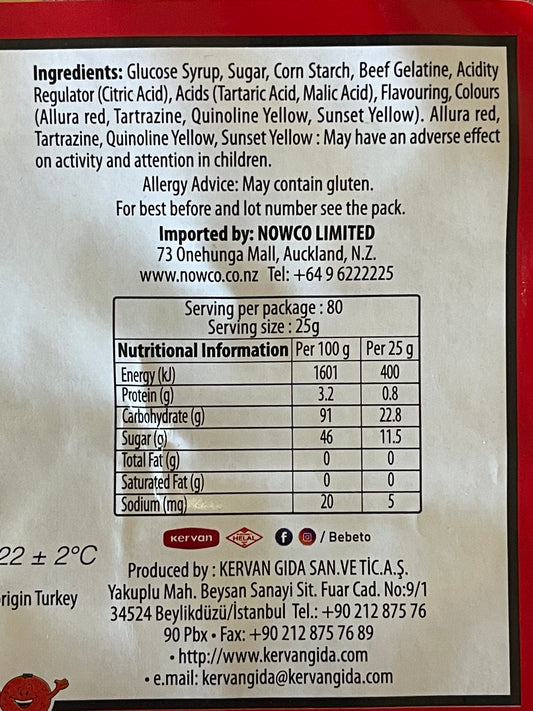 Ingredients: Glucose Syrup, Sugar, Corn Starch, Beef Gelatine, Acidity
Regulator (Citric Acid), Acids (Tartaric Acid, Malic Acid), Flavouring, Colours
(Allura red, Tartrazine, Quinoline Yellow, Sunset Yellow). Allura red,
Tartrazine, Quinoline Yellow, Sunset Yellow : May have an adverse effect
on activity and attention in children.
Allergy Advice: May contain gluten.
For best before and lot number see the pack.
Imported by: NOWCO LIMITED
73 Onehunga Mall, Auckland, N.Z.
www.nowco.co.nz Tel: +64 9 6222225
Serving per package : 80
Serving size : 25g
Nutritional Information Per 100 g Per 25 g
Energy (kJ) 1601 400
Protein (g) 3.2 0.8
Carbohydrate (g) 91 22.8
Sugar (g) 46 11.5
Total Fat (g) 0 0
Saturated Fat (g) 0 0
Sodium (mg) 20 5
kervan HELAL f / Bebeto
22 ± 2°C
rigin Turkey
Produced by : KERVAN GIDA SAN.VE TİC.A.Ş.
Yakuplu Mah. Beysan Sanayi Sit. Fuar Cad. No:9/1
34524 Beylikdüzü/İstanbul Tel.: +90 212 875 76
90 Pbx • Fax: +90 212 875 76 89
• http://www.kervangida.com
• e.mail: kervangida@kervangida.com